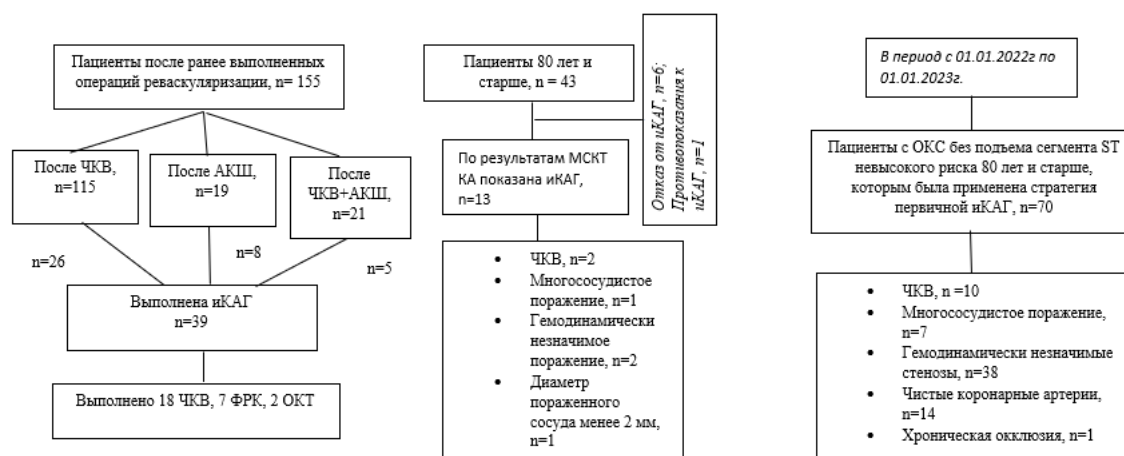 Пациенты после ранее выполненных
операций реваскуляризации, n= 155
После ЧКВ,
n=115
После АКШ,
n=19
После
ЧКВ+АКШ,
n=21
n=26
n=8
n=5
Выполнена иКАГ
n=39
Выполнено 18 ЧКВ, 7 ФРК, 2 ОКТ
Пациенты 80 лет и
старше, n = 43
Отказ от иКАГ, n=6;
Противопоказания к
иКАГ, n=1
По результатам МСКТ
КА показана иКАГ,
n=13
• ЧКВ, n=2
• Многососудистое
поражение, n=1
• Гемодинамически
незначимое
поражение, n=2
• Диаметр
пораженного
сосуда менее 2 мм,
n=1
В период с 01.01.2022г по
01.01.2023г.
Пациенты с ОКС без подъема сегмента ST
невысокого риска 80 лет и старше,
которым была применена стратегия
первичной иКАГ, n=70
• ЧКВ, n =10
• Многососудистое поражение,
n=7
• Гемодинамически незначимые
стенозы, n=38
• Чистые коронарные артерии,
n=14
• Хроническая окклюзия, n=1